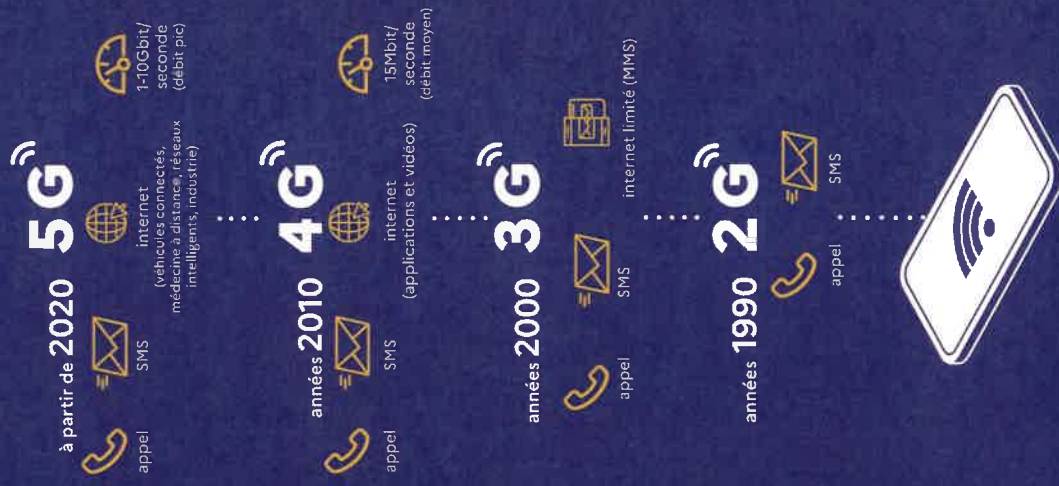 à partir de 2020 5G
appel
SMS
internet
(véhicules connectés,
médecine à distance, réseaux
intelligents, industrie)
1-10Gbit/
seconde
(débit pic)
années 2010 4G
appel
SMS
internet
(applications et vidéos)
15Mbit/
seconde
(débit moyen)
années 2000 3G
appel
SMS
internet limité (MMS)
années 1990 2G
appel
SMS